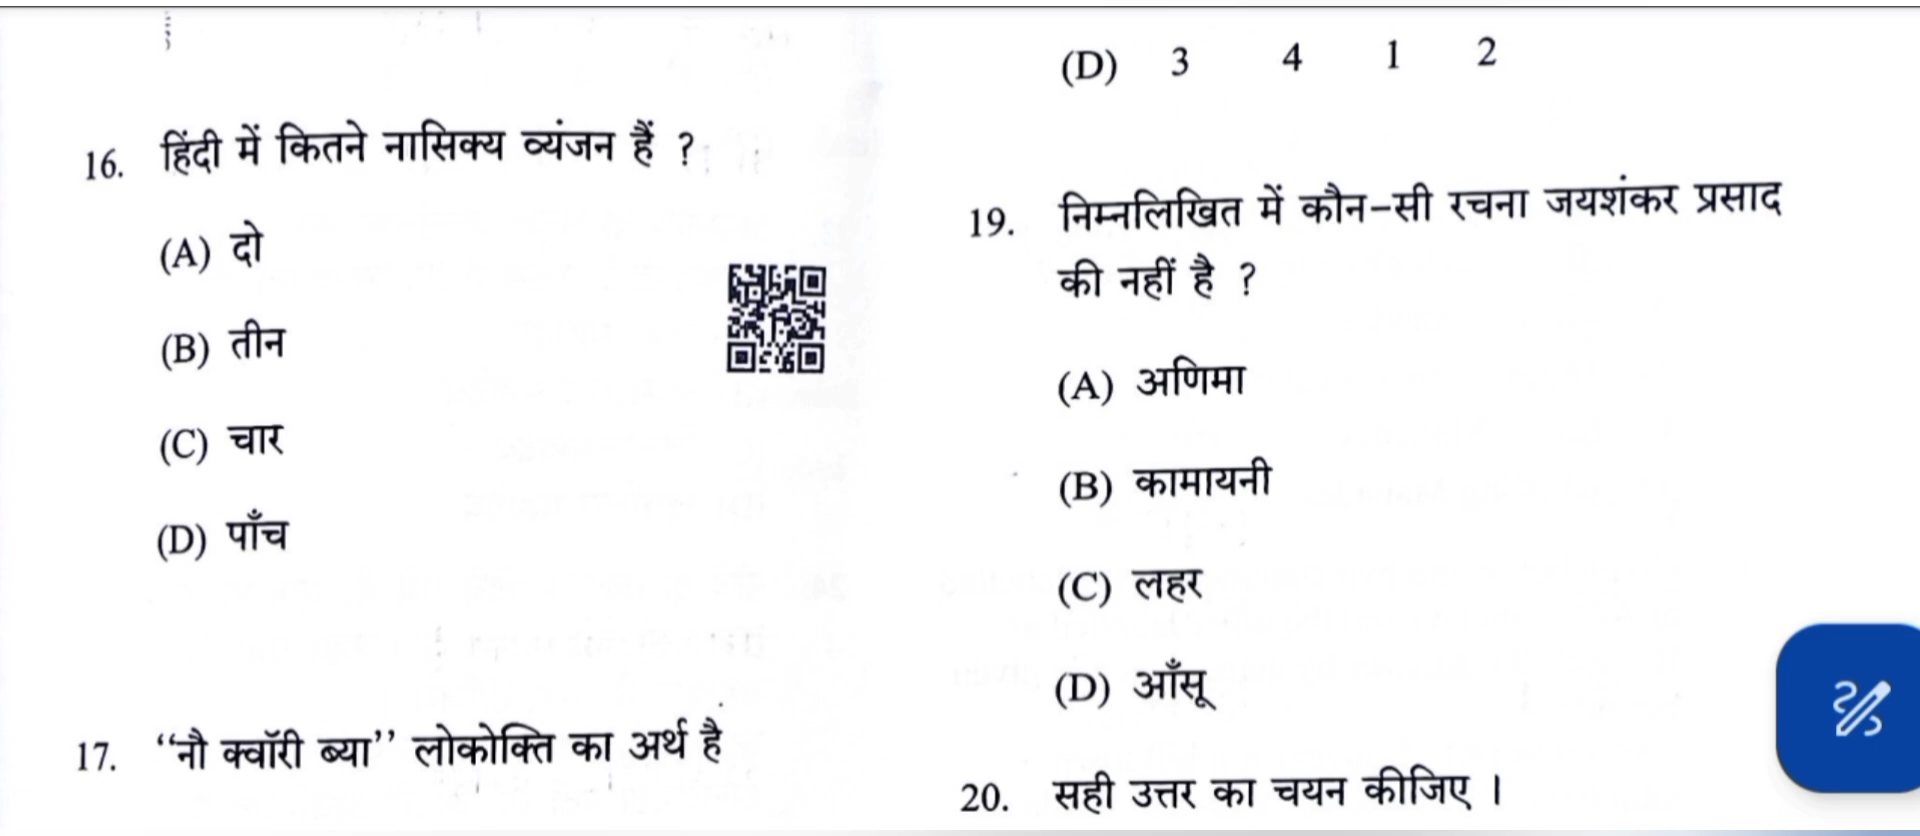 16. हिंदी में कितने नासिक्य व्यंजन हैं ?
(A) दो
(B) तीन
(C) चार
(D) पाँच
17. “नौ क्वॉरी ब्या” लोकोक्ति का अर्थ है
(D) 3 4 1 2
19. निम्नलिखित में कौन-सी रचना जयशंकर प्रसाद
की नहीं है ?
(A) अणिमा
(B) कामायनी
(C) लहर
(D) आँसू
20. सही उत्तर का चयन कीजिए ।